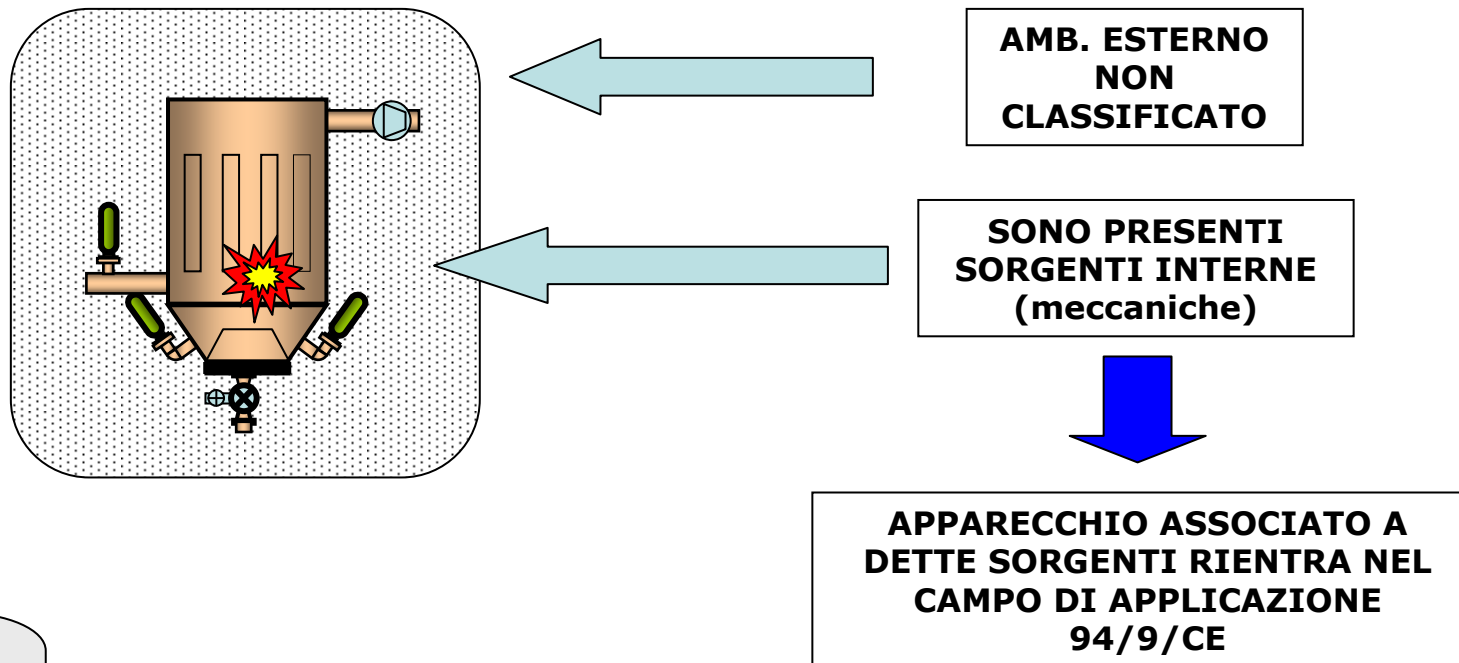 AMB. ESTERNO
NON
CLASSIFICATO
SONO PRESENTI
SORGENTI INTERNE
(meccaniche)
APPARECCHIO ASSOCIATO A
DETTE SORGENTI RIENTRA NEL
CAMPO DI APPLICAZIONE
94/9/CE